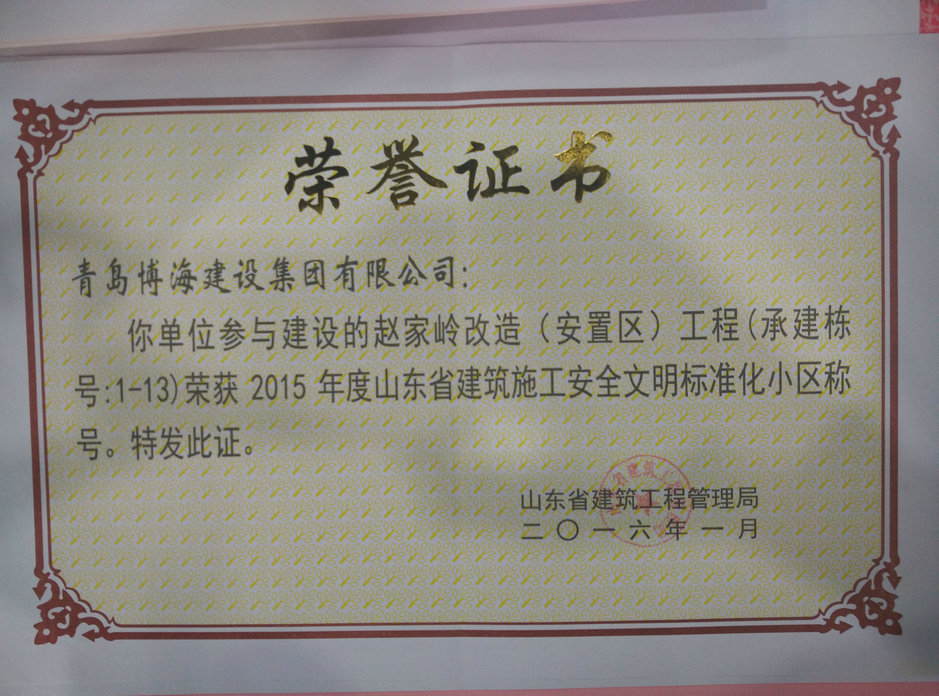 荣誉证书
青岛博海建设集团有限公司:
你单位参与建设的赵家岭改造（安置区）工程(承建栋
号:1-13)荣获 2015 年度山东省建筑施工安全文明标准化小区称
号。特发此证。
山东省建筑工程管理局
二〇一六年一月